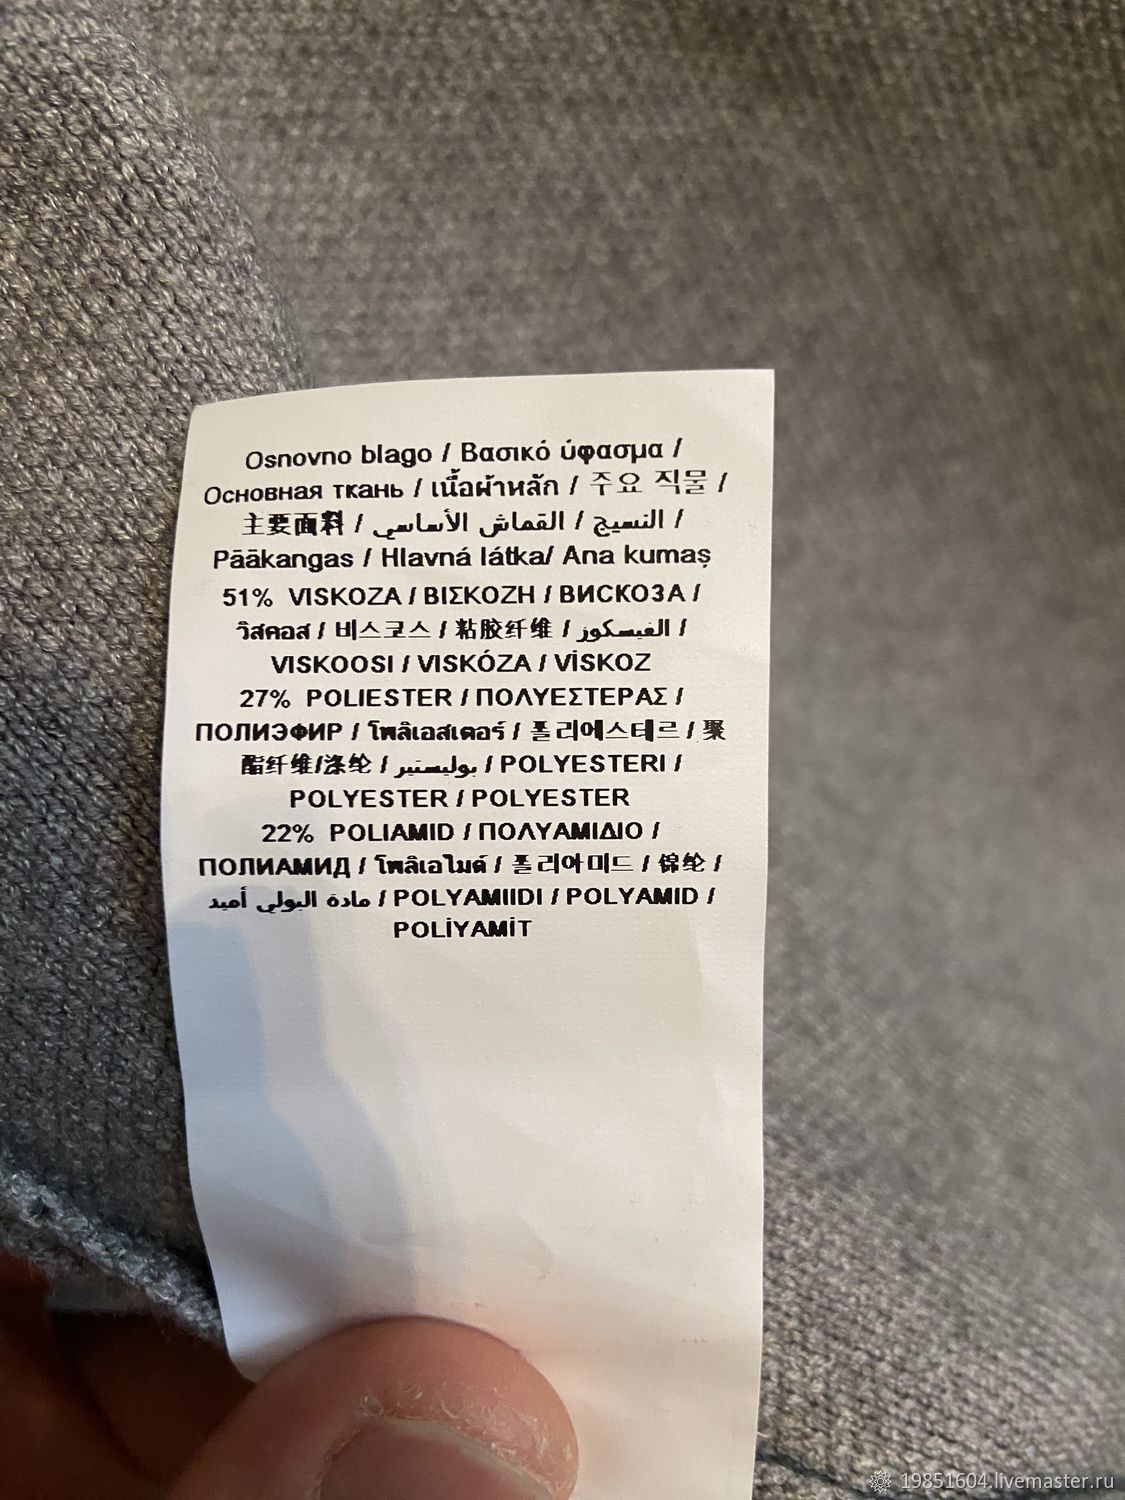 Osnovno blago / Βασικό ύφασμα /
Основная ткань / เนื้อผ้าหลัก / 주요 직물 /
主要面料 / القماش الأساسي / النسيج /
Pääkangas / Hlavná látka/ Ana kumaş
51% VISKOZA / ΒΙΣΚΟΖΗ / ВИСКОЗА /
วิสคอส / 비스코스 / 粘胶纤维 / الفيسكوز /
VISKOOSI / VISKÓZA / VİSKOZ
27% POLIESTER / ΠΟΛΥΕΣΤΕΡΑΣ /
ПОЛИЭФИР / โพลิเอสเตอร์ / 폴리에스테르 / 聚
酯纤维/涤纶 / بوليستير / POLYESTERI /
POLYESTER / POLYESTER
22% POLIAMID / ΠΟΛΥΑΜΙΔΙΟ /
ПОЛИАМИД / โพลิเอไมด์ / 폴리아미드 / 锦纶 /
مادة البولي أميد / POLYAMIIDI / POLYAMID /
POLİYAMİT
19851604.livemaster.ru